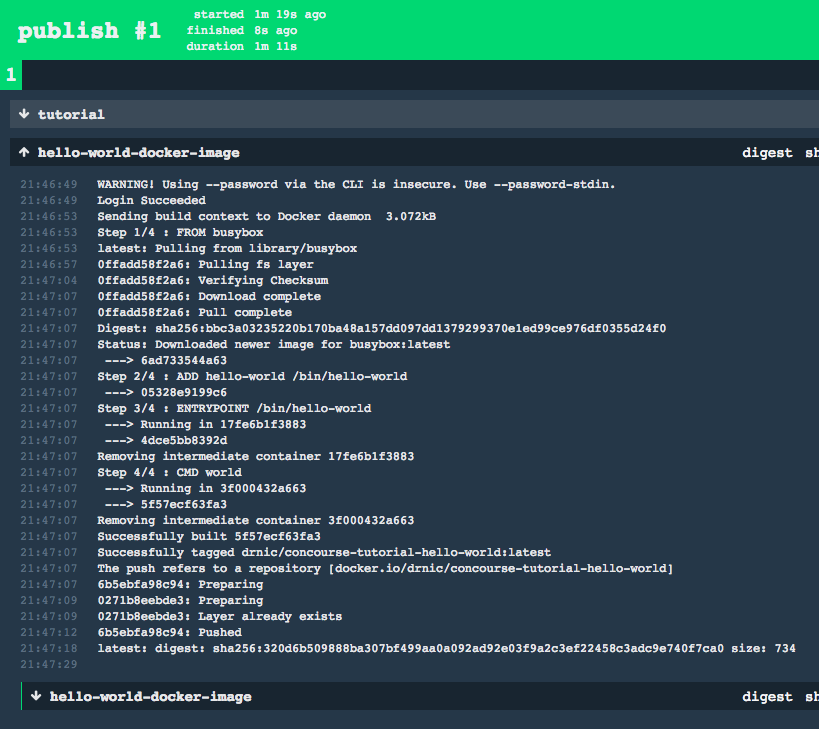 publish #1
started 1m 19s ago
finished 8s ago
duration 1m 11s
1
tutorial
hello-world-docker-image digest sh
21:46:49 WARNING! Using --password via the CLI is insecure. Use --password-stdin.
21:46:49 Login Succeeded
21:46:53 Sending build context to Docker daemon 3.072kB
21:46:53 Step 1/4 : FROM busybox
21:46:53 latest: Pulling from library/busybox
21:46:57 0ffadd58f2a6: Pulling fs layer
21:47:04 0ffadd58f2a6: Verifying Checksum
21:47:07 0ffadd58f2a6: Download complete
21:47:07 0ffadd58f2a6: Pull complete
21:47:07 Digest: sha256:bbc3a03235220b170ba48a157dd097dd1379299370e1ed99ce976df0355d24f0
21:47:07 Status: Downloaded newer image for busybox:latest
21:47:07 ---> 6ad733544a63
21:47:07 Step 2/4 : ADD hello-world /bin/hello-world
21:47:07 ---> 05328e9199c6
21:47:07 Step 3/4 : ENTRYPOINT /bin/hello-world
21:47:07 ---> Running in 17fe6b1f3883
21:47:07 ---> 4dce5bb8392d
21:47:07 Removing intermediate container 17fe6b1f3883
21:47:07 Step 4/4 : CMD world
21:47:07 ---> Running in 3f000432a663
21:47:07 ---> 5f57ecf63fa3
21:47:07 Removing intermediate container 3f000432a663
21:47:07 Successfully built 5f57ecf63fa3
21:47:07 Successfully tagged drnic/concourse-tutorial-hello-world:latest
21:47:07 The push refers to a repository [docker.io/drnic/concourse-tutorial-hello-world]
21:47:07 6b5ebfa98c94: Preparing
21:47:09 0271b8eebde3: Preparing
21:47:09 0271b8eebde3: Layer already exists
21:47:12 6b5ebfa98c94: Pushed
21:47:18 latest: digest: sha256:320d6b509888ba307bf499aa0a092ad92e03f9a2c3ef22458c3adc9e740f7ca0 size: 734
21:47:29
hello-world-docker-image digest sh